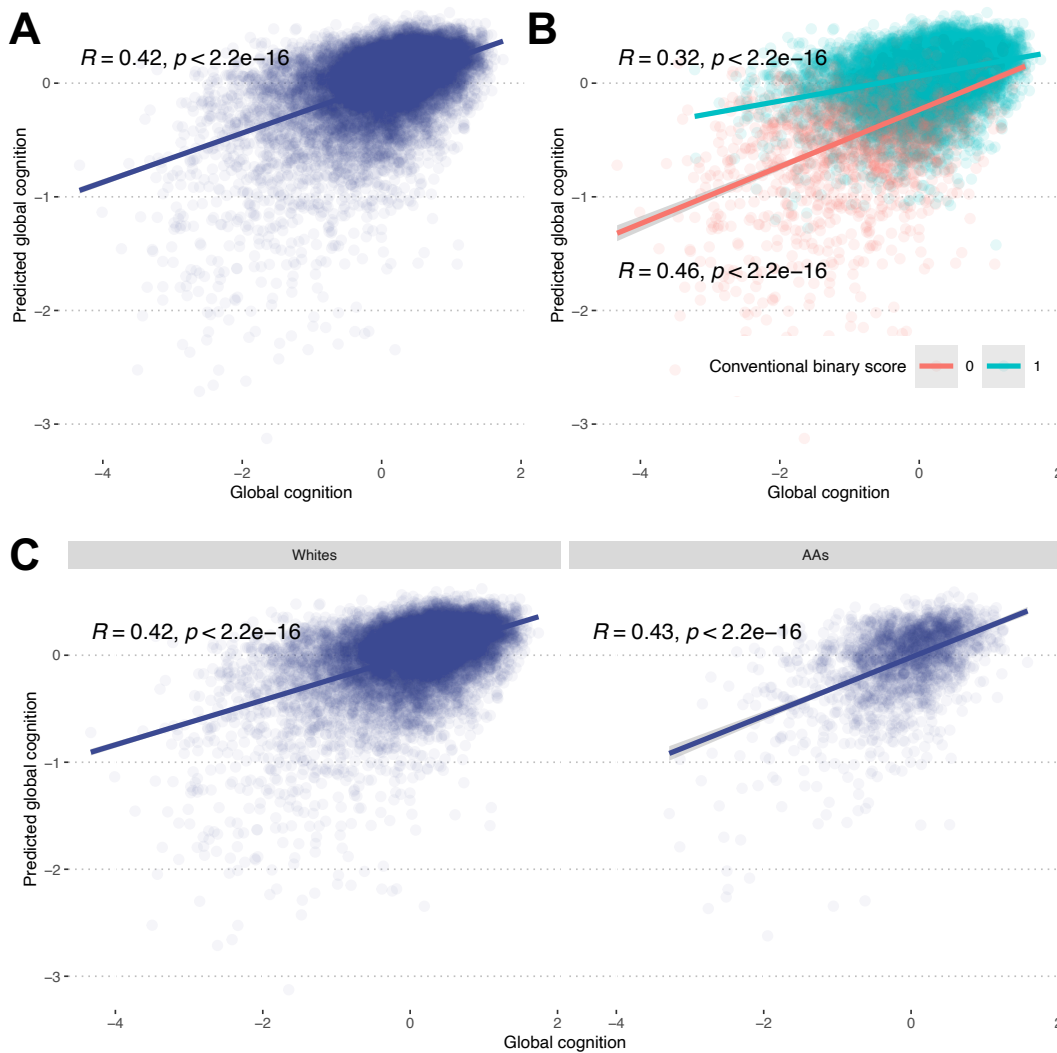 A
R = 0.42, p < 2.2e−16
0
−1
−2
−3
Predicted global cognition
−4
−2
0
2
Global cognition
B
R = 0.32, p < 2.2e−16
R = 0.46, p < 2.2e−16
Conventional binary score 0 1
0
−1
−2
−3
Predicted global cognition
−4
−2
0
2
Global cognition
C
Whites
AAs
R = 0.42, p < 2.2e−16
R = 0.43, p < 2.2e−16
0
−1
−2
−3
Predicted global cognition
−4
−2
0
2
−4
−2
0
2
Global cognition